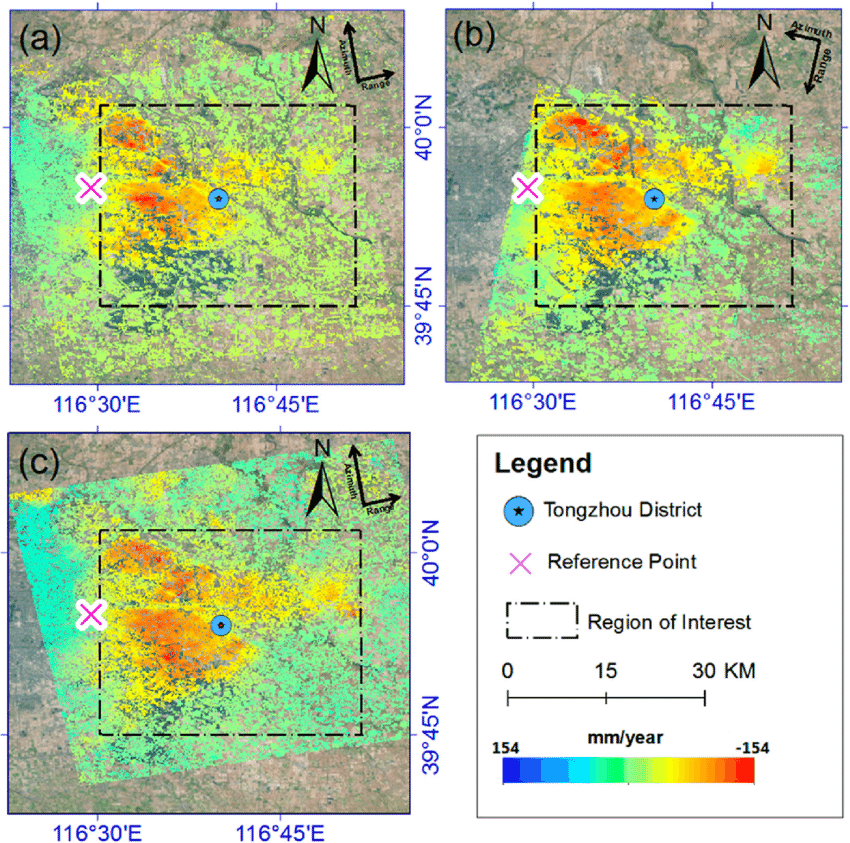 (a)
N
Azimuth
Range
(b)
N
Azimuth
Range
40°0'N
39°45'N
116°30'E
116°45'E
116°30'E
116°45'E
(c)
N
Azimuth
Range
40°0'N
39°45'N
116°30'E
116°45'E
Legend
Tongzhou District
Reference Point
Region of Interest
0 15 30 KM
mm/year
154 -154